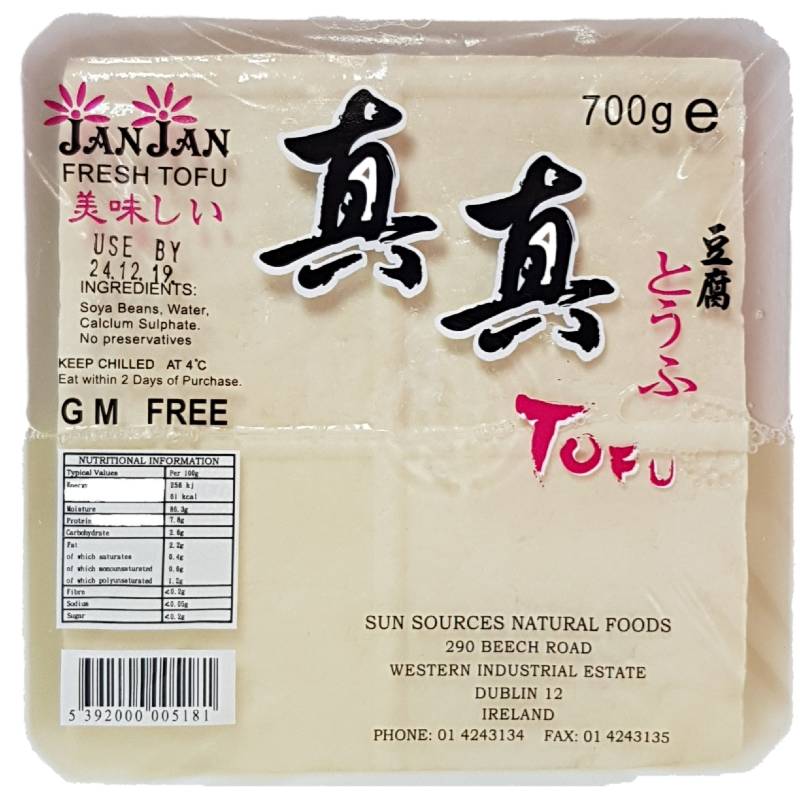 JANJAN
FRESH TOFU
美味しい
USE BY
24.12.19
INGREDIENTS:
Soya Beans, Water,
Calcium Sulphate.
No preservatives
KEEP CHILLED AT 4°C
Eat within 2 Days of Purchase.
GM FREE
真真
700g e
豆腐
とうふ
TOFU
NUTRITIONAL INFORMATION
Typical Values Per 100g
Energy 258 kj
61 kcal
Moisture 86.3g
Protein 7.8g
Carbohydrate
Fat 2.2g
of which saturates 0.4g
of which monounsaturated
of which polyunsaturated 1.2g
Fibre <0.2g
Sodium <0.05g
Sugar <0.2g
5 392000 005181
SUN SOURCES NATURAL FOODS
290 BEECH ROAD
WESTERN INDUSTRIAL ESTATE
DUBLIN 12
IRELAND
PHONE: 01 4243134 FAX: 01 4243135